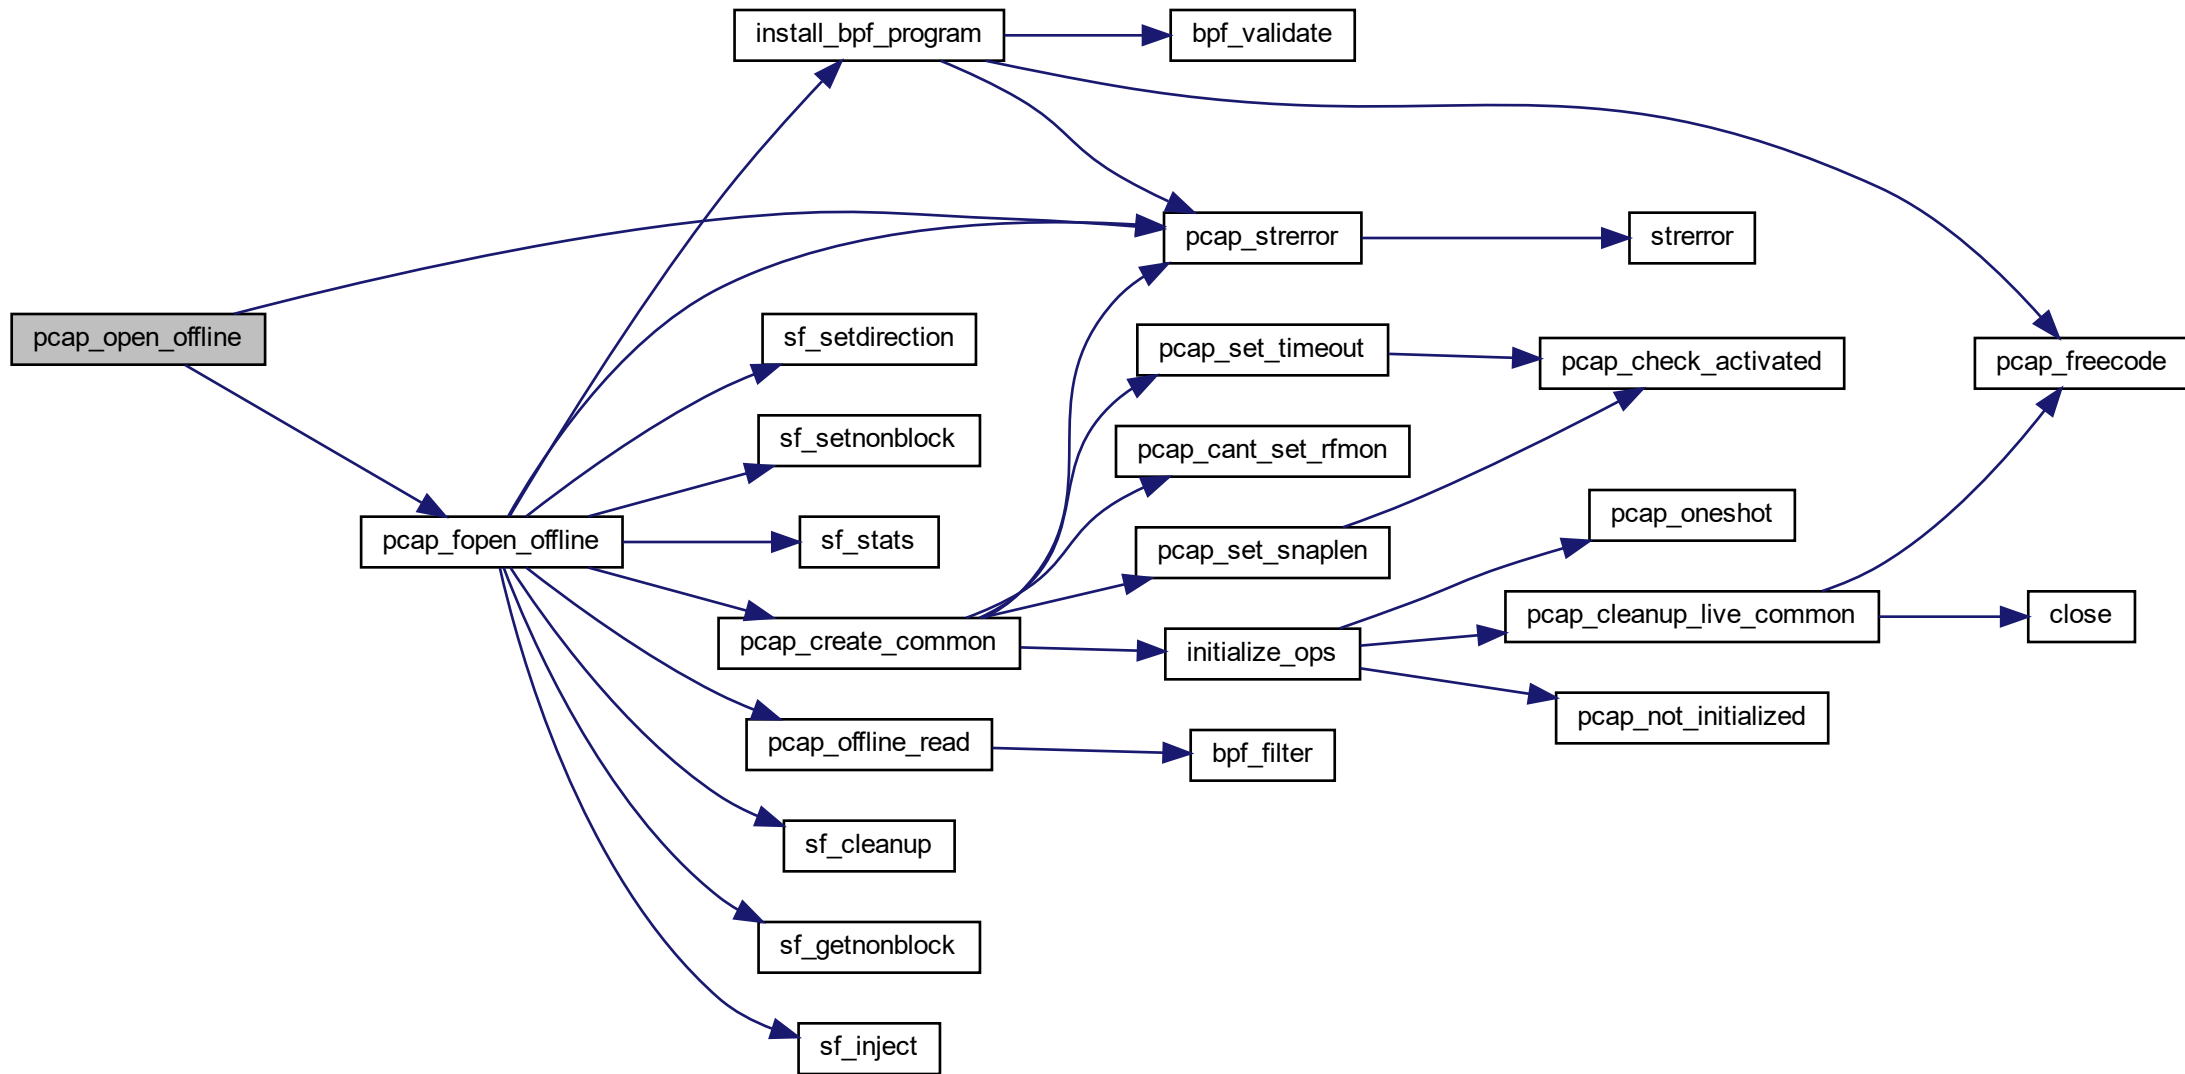 install_bpf_program
bpf_validate
pcap_strerror
strerror
pcap_open_offline
sf_setdirection
pcap_set_timeout
pcap_check_activated
pcap_freecode
sf_setnonblock
pcap_cant_set_rfmon
pcap_oneshot
pcap_fopen_offline
sf_stats
pcap_set_snaplen
pcap_create_common
initialize_ops
pcap_cleanup_live_common
close
pcap_not_initialized
pcap_offline_read
bpf_filter
sf_cleanup
sf_getnonblock
sf_inject